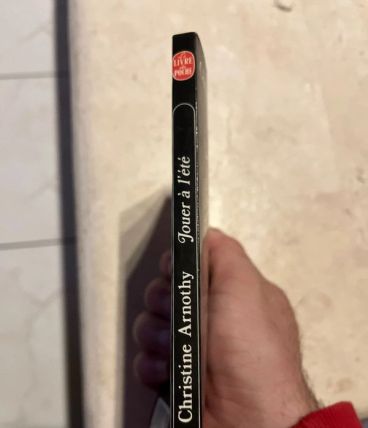 LE LIVRE DE POCHE
Christine Arnothy Jouer à l'été